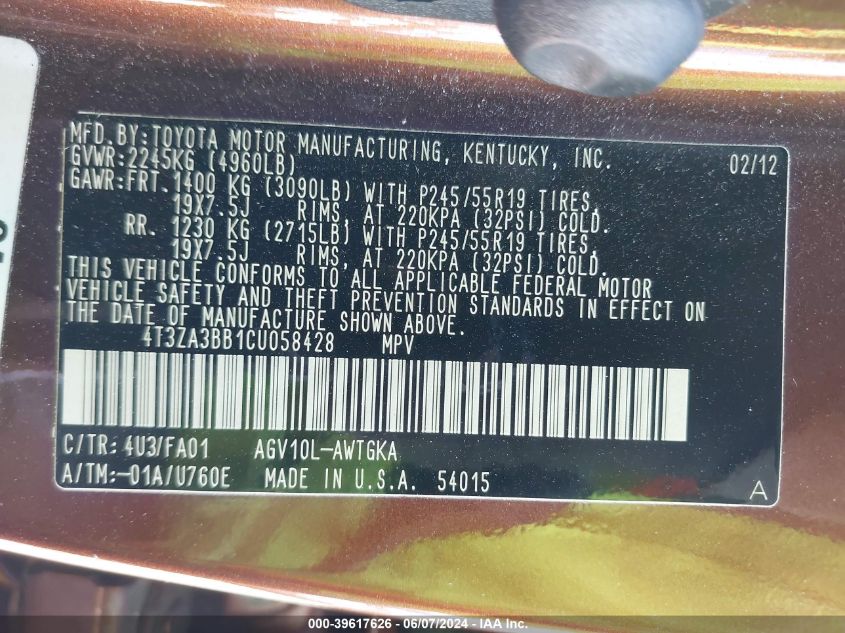 MFD. BY: TOYOTA MOTOR MANUFACTURING, KENTUCKY, INC. 02/12
GVWR: 2245KG (4960LB)
GAWR: FRT. 1400 KG (3090LB) WITH P245/55R19 TIRES,
19X7.5J RIMS, AT 220KPA (32PSI) COLD.
RR. 1230 KG (2715LB) WITH P245/55R19 TIRES,
19X7.5J RIMS, AT 220KPA (32PSI) COLD.
THIS VEHICLE CONFORMS TO ALL APPLICABLE FEDERAL MOTOR
VEHICLE SAFETY AND THEFT PREVENTION STANDARDS IN EFFECT ON
THE DATE OF MANUFACTURE SHOWN ABOVE.
4T3ZA3BB1CU058428 MPV
C/TR: 4U3/FA01 AGV10L-AWTGKA
A/TM:-01A/U760E MADE IN U.S.A. 54015
A
000-39617626 - 06/07/2024 - IAA Inc.